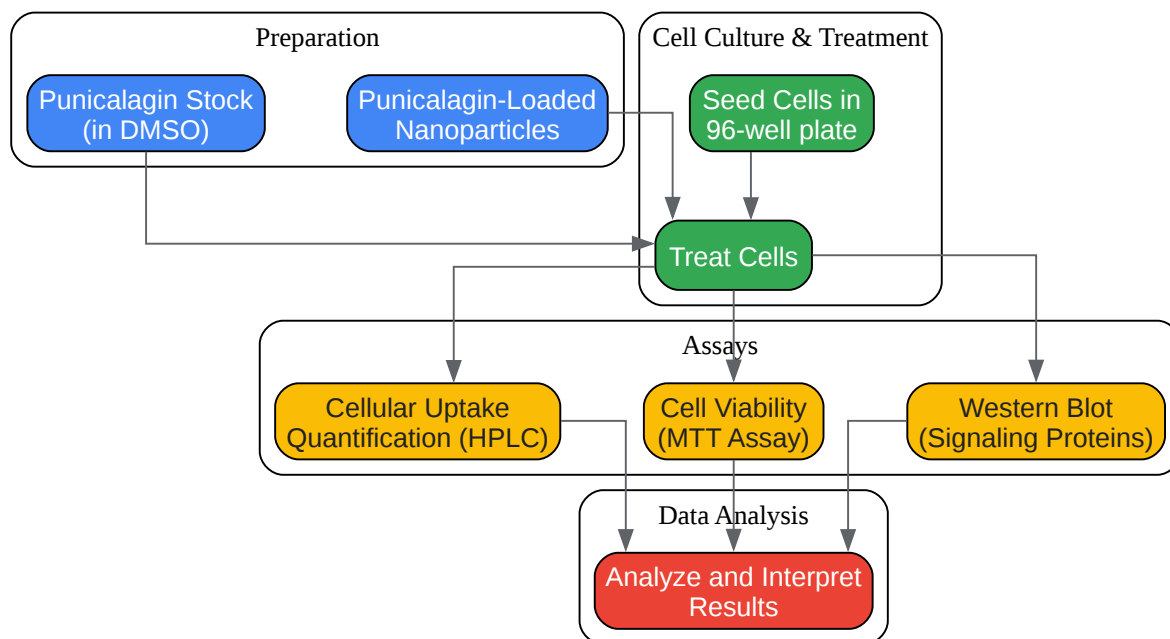 Preparation
Cell Culture & Treatment
Punicalagin Stock
(in DMSO)
Punicalagin-Loaded
Nanoparticles
Seed Cells in
96-well plate
Treat Cells
Assays
Cellular Uptake
Quantification (HPLC)
Cell Viability
(MTT Assay)
Western Blot
(Signaling Proteins)
Data Analysis
Analyze and Interpret
Results